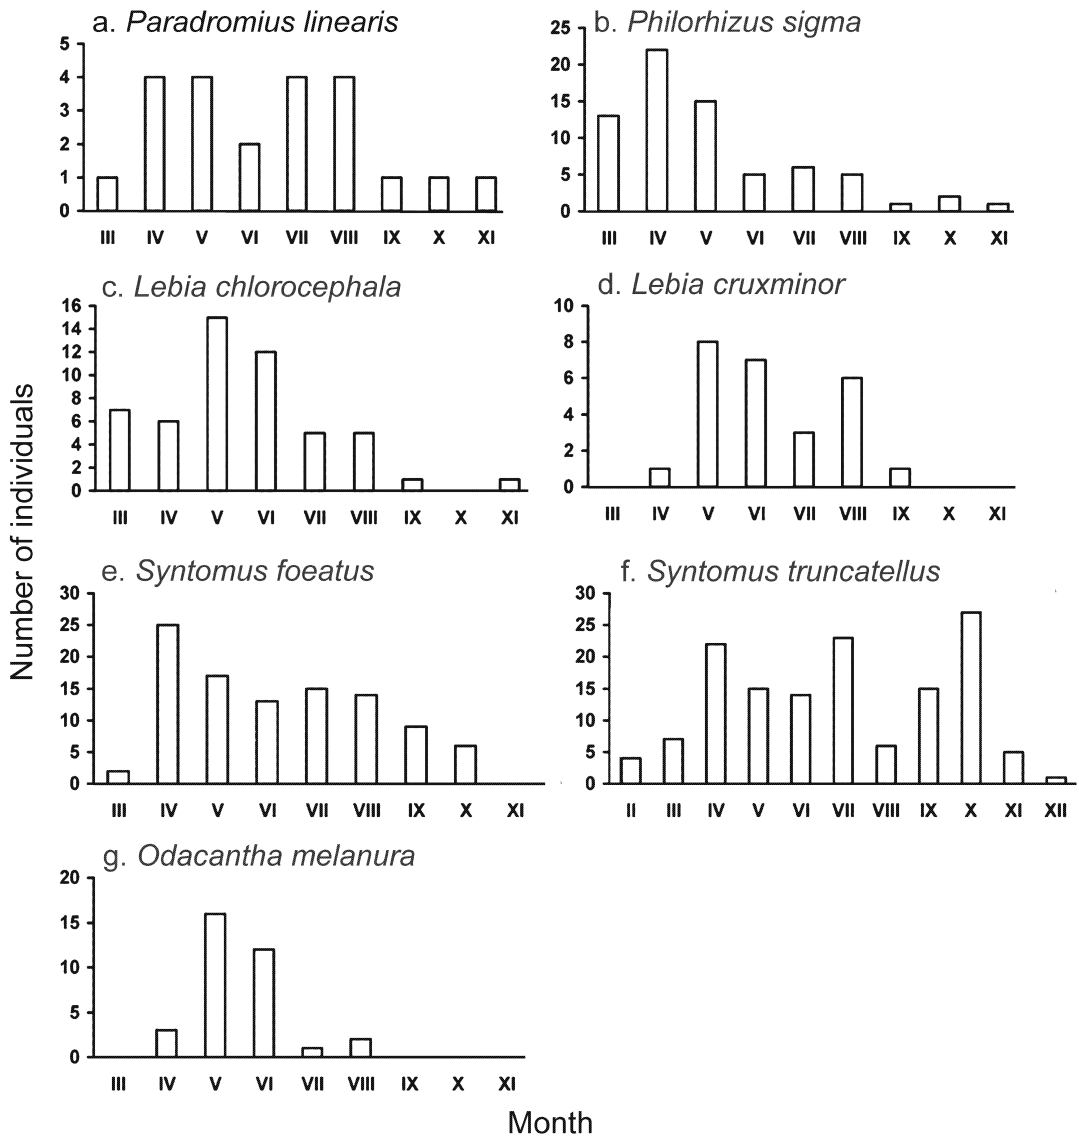 a. Paradromius linearis
5
4
3
2
1
0
III IV V VI VII VIII IX X XI
b. Philorhizus sigma
25
20
15
10
5
0
III IV V VI VII VIII IX X XI
c. Lebia chlorocephala
16
14
12
10
8
6
4
2
0
III IV V VI VII VIII IX X XI
d. Lebia cruxminor
10
8
6
4
2
0
III IV V VI VII VIII IX X XI
Number of individuals
e. Syntomus foeatus
30
25
20
15
10
5
0
III IV V VI VII VIII IX X XI
f. Syntomus truncatellus
30
25
20
15
10
5
0
II III IV V VI VII VIII IX X XI XII
g. Odacantha melanura
20
15
10
5
0
III IV V VI VII VIII IX X XI
Month